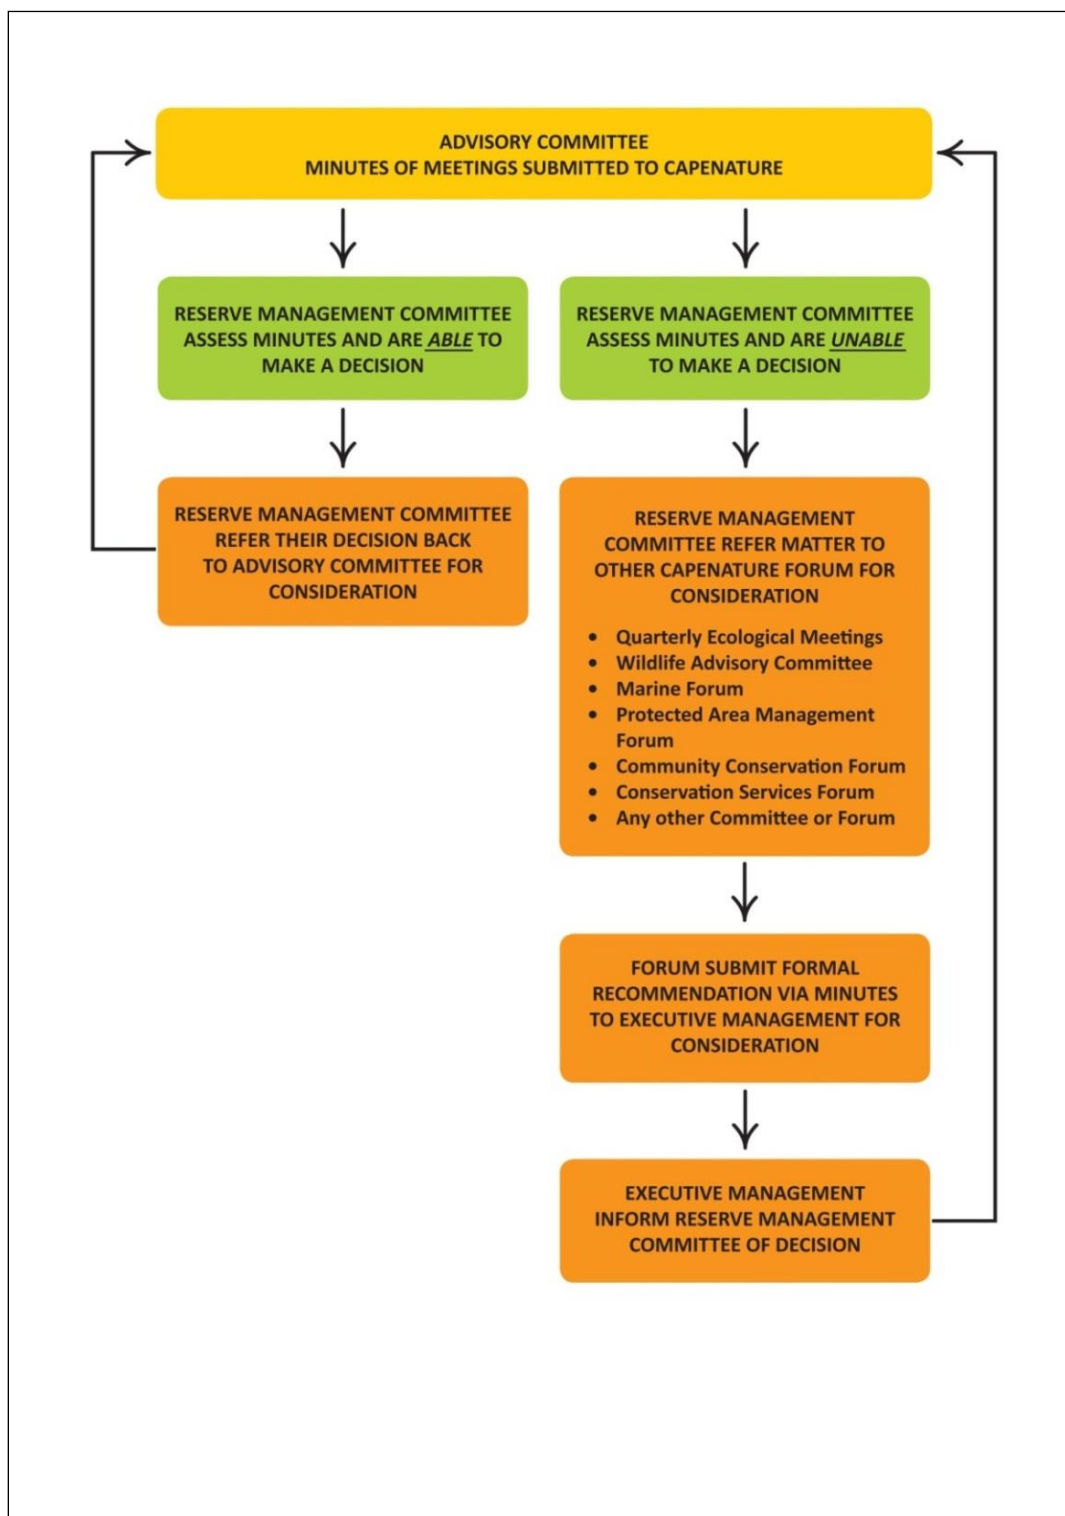 ADVISORY COMMITTEE
MINUTES OF MEETINGS SUBMITTED TO CAPENATURE
RESERVE MANAGEMENT COMMITTEE
ASSESS MINUTES AND ARE ABLE TO
MAKE A DECISION
RESERVE MANAGEMENT COMMITTEE
ASSESS MINUTES AND ARE UNABLE
TO MAKE A DECISION
RESERVE MANAGEMENT COMMITTEE
REFER THEIR DECISION BACK
TO ADVISORY COMMITTEE FOR
CONSIDERATION
RESERVE MANAGEMENT
COMMITTEE REFER MATTER TO
OTHER CAPENATURE FORUM FOR
CONSIDERATION
• Quarterly Ecological Meetings
• Wildlife Advisory Committee
• Marine Forum
• Protected Area Management
Forum
• Community Conservation Forum
• Conservation Services Forum
• Any other Committee or Forum
FORUM SUBMIT FORMAL
RECOMMENDATION VIA MINUTES
TO EXECUTIVE MANAGEMENT FOR
CONSIDERATION
EXECUTIVE MANAGEMENT
INFORM RESERVE MANAGEMENT
COMMITTEE OF DECISION